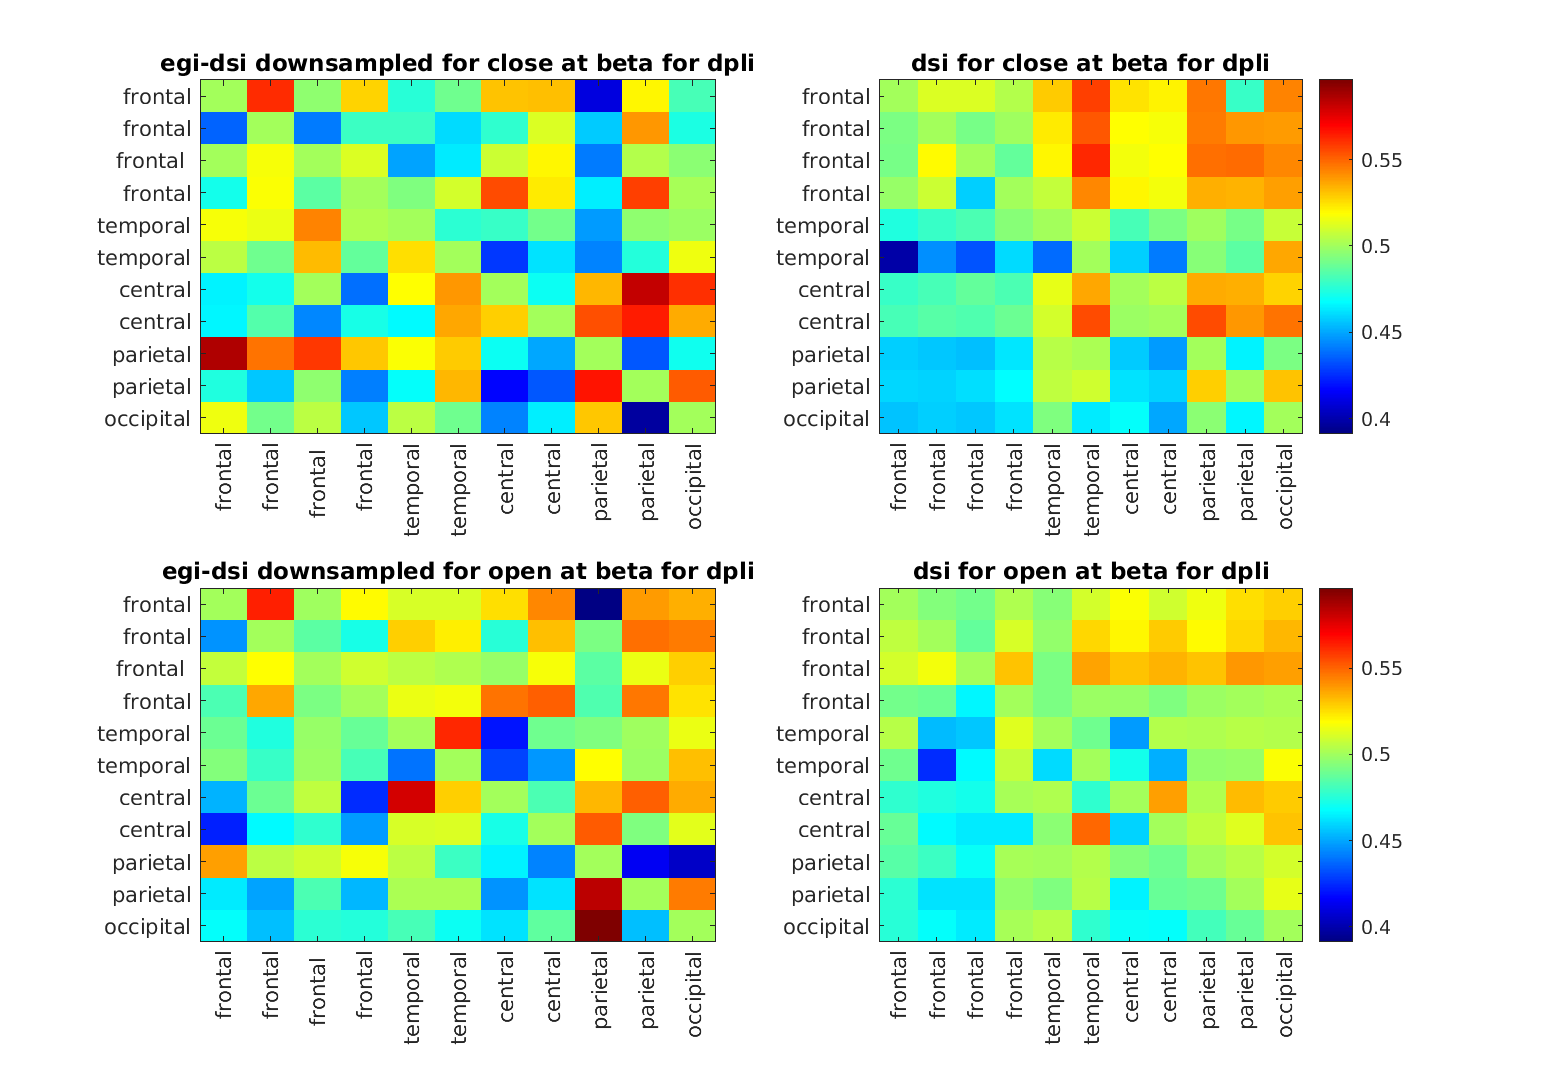 egi-dsi downsampled for close at beta for dpli
frontal
frontal
frontal
frontal
temporal
temporal
central
central
parietal
parietal
occipital
frontal
frontal
frontal
frontal
temporal
temporal
central
central
parietal
parietal
occipital
dsi for close at beta for dpli
frontal
frontal
frontal
frontal
temporal
temporal
central
central
parietal
parietal
occipital
frontal
frontal
frontal
frontal
temporal
temporal
central
central
parietal
parietal
occipital
0.55
0.5
0.45
0.4
egi-dsi downsampled for open at beta for dpli
frontal
frontal
frontal
frontal
temporal
temporal
central
central
parietal
parietal
occipital
frontal
frontal
frontal
frontal
temporal
temporal
central
central
parietal
parietal
occipital
dsi for open at beta for dpli
frontal
frontal
frontal
frontal
temporal
temporal
central
central
parietal
parietal
occipital
frontal
frontal
frontal
frontal
temporal
temporal
central
central
parietal
parietal
occipital
0.55
0.5
0.45
0.4